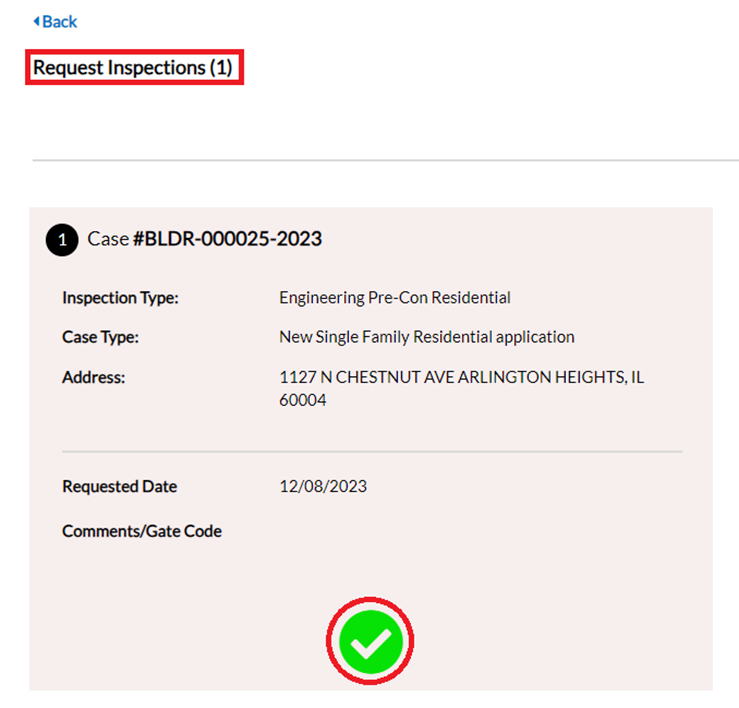 Back
Request Inspections (1)
1 Case #BLDR-000025-2023
Inspection Type: Engineering Pre-Con Residential
Case Type: New Single Family Residential application
Address: 1127 N CHESTNUT AVE ARLINGTON HEIGHTS, IL
60004
Requested Date 12/08/2023
Comments/Gate Code